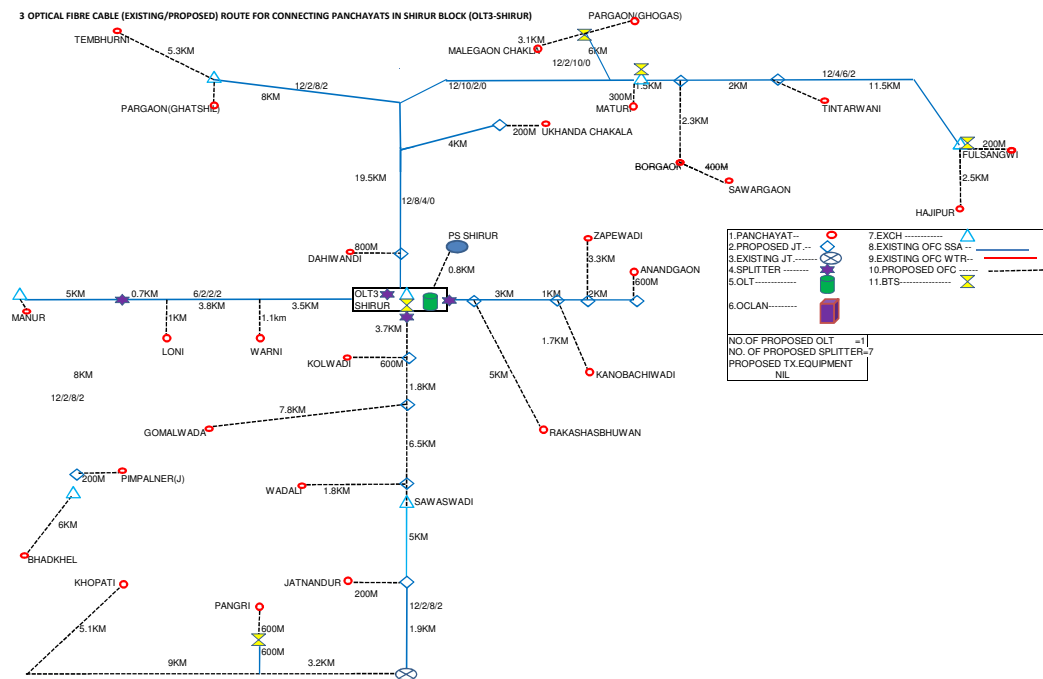 3 OPTICAL FIBRE CABLE (EXISTING/PROPOSED) ROUTE FOR CONNECTING PANCHAYATS IN SHIRUR BLOCK (OLT3-SHIRUR)
PARGAON(GHOGAS)
TEMBHURNI
3.1KM
MALEGAON CHAKLA
6KM
5.3KM
12/2/10/0
12/2/8/2
12/10/2/0
1.5KM
2KM
12/4/6/2
11.5KM
8KM
300M
PARGAON(GHATSHIL)
MATURI
TINTARWANI
2.3KM
200M
UKHANDA CHAKALA
4KM
200M
FULSANGWI
BORGAON
400M
19.5KM
2.5KM
SAWARGAON
12/8/4/0
HAJIPUR
PS SHIRUR
ZAPEWADI
800M
DAHIWANDI
3.3KM
ANANDGAON
0.8KM
600M
1.PANCHAYAT--
7.EXCH ------------
2.PROPOSED JT.--
8.EXISTING OFC SSA --
3.EXISTING JT.------
9.EXISTING OFC WTR--
4.SPLITTER --------
10.PROPOSED OFC ------
5.OLT-------------
11.BTS----------------
6.OCLAN---------
NO.OF PROPOSED OLT =1
NO. OF PROPOSED SPLITTER=7
PROPOSED TX.EQUIPMENT
NIL
5KM
0.7KM
6/2/2/2
3.8KM
3.5KM
OLT3
SHIRUR
3KM
1KM
2KM
MANUR
1KM
1.1km
3.7KM
LONI
WARNI
1.7KM
KOLWADI
600M
8KM
5KM
KANOBACHIWADI
1.8KM
12/2/8/2
7.8KM
GOMALWADA
RAKASHASBHUWAN
6.5KM
200M
PIMPALNER(J)
WADALI
1.8KM
SAWASWADI
6KM
5KM
BHADKHEL
KHOPATI
JATNANDUR
200M
PANGRI
12/2/8/2
5.1KM
600M
1.9KM
600M
9KM
3.2KM